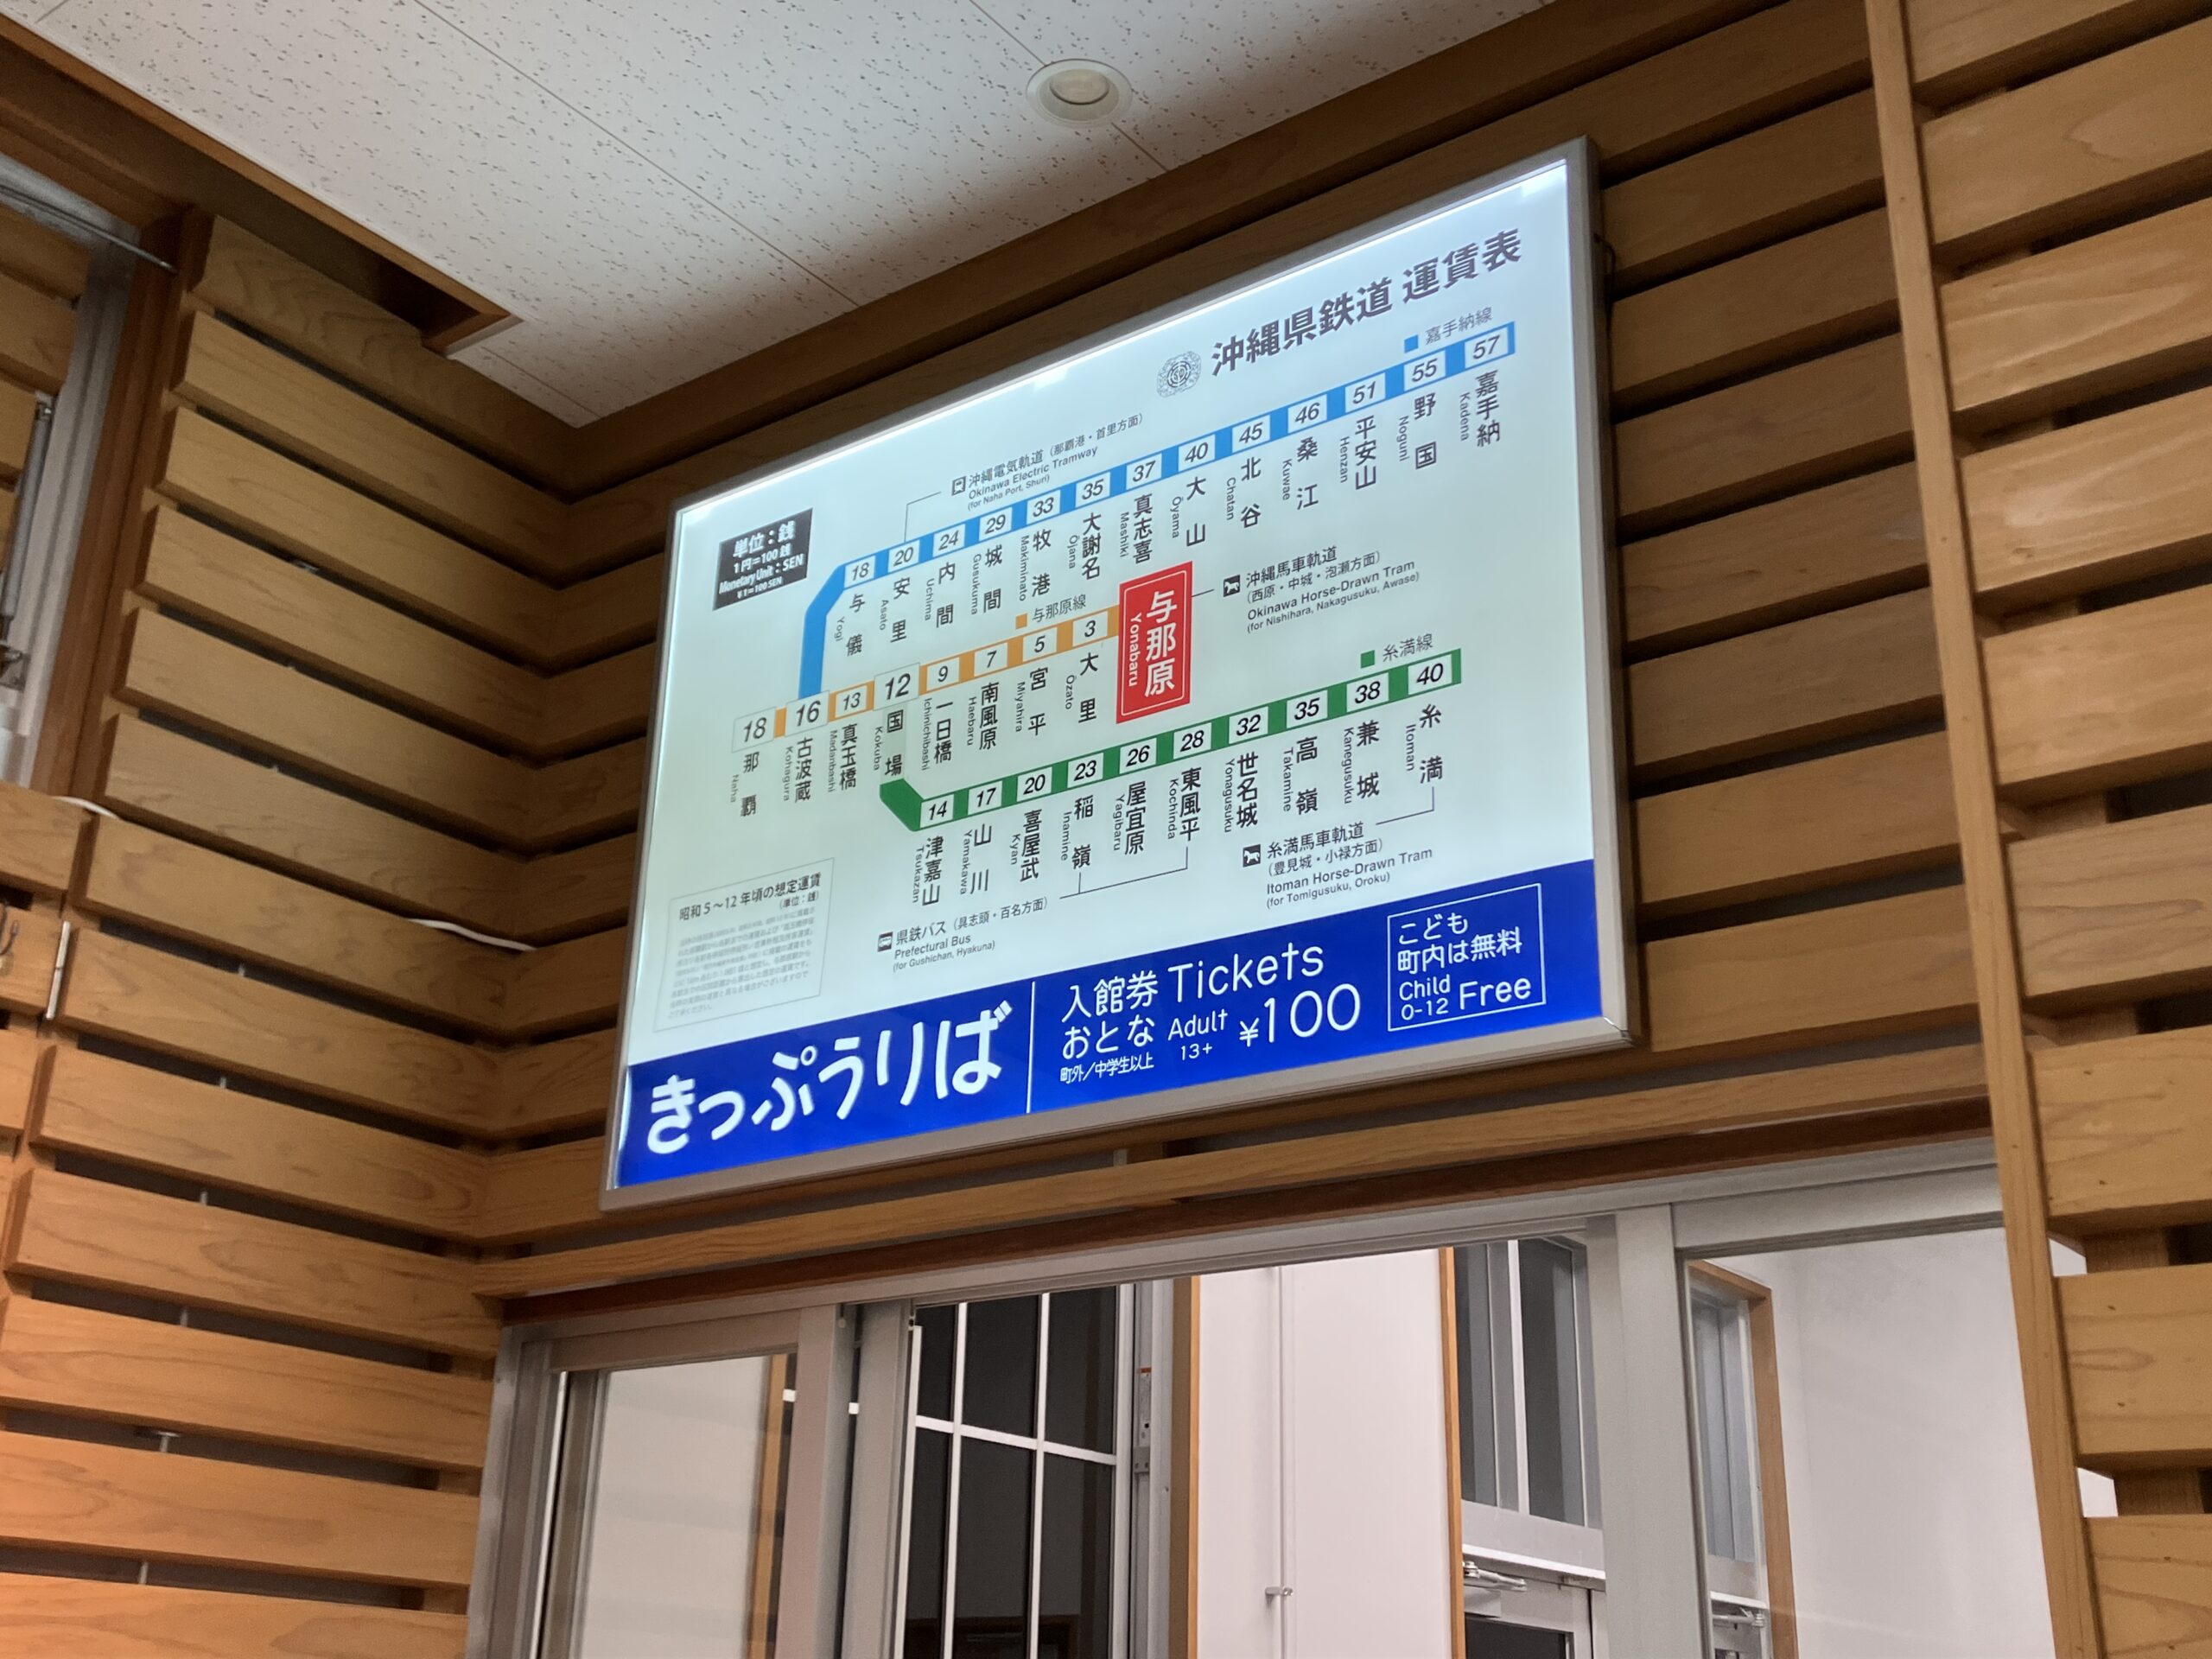 沖縄県鉄道 運賃表
嘉手納線
単位：銭
1円=100銭
Monetary Unit : SEN
¥1=100 SEN
沖縄電気軌道（那覇港・首里方面）
Okinawa Electric Tramway
(for Naha Port, Shuri)
18 与儀 Yogi
20 安里 Asato
24 内間 Uchima
29 城間 Gusukuma
33 牧港 Makiminato
35 大謝名 Ōjana
37 真志喜 Mashiki
40 大山 Ōyama
45 北谷 Chatan
46 桑江 Kuwae
51 平安山 Henzan
55 野国 Noguni
57 嘉手納 Kadena
与那原線
18 那覇 Naha
16 古波蔵 Kohagura
13 真玉橋 Madanbashi
12 国場 Kokuba
9 一日橋 Ichinichibashi
7 南風原 Haebaru
5 宮平 Miyahira
3 大里 Ōzato
与那原 Yonabaru
沖縄馬車軌道
（西原・中城・泡瀬方面）
Okinawa Horse-Drawn Tram
(for Nishihara, Nakagusuku, Awase)
糸満線
14 津嘉山 Tsukazan
17 山川 Yamakawa
20 喜屋武 Kyan
23 稲嶺 Inamine
26 屋宜原 Yagibaru
28 東風平 Kochinda
32 世名城 Yonagusuku
35 高嶺 Takamine
38 兼城 Kanegusuku
40 糸満 Itoman
糸満馬車軌道
（豊見城・小禄方面）
Itoman Horse-Drawn Tram
(for Tomigusuku, Oroku)
県鉄バス（具志頭・百名方面）
Prefectural Bus
(for Gushichan, Hyakuna)
昭和5〜12年頃の想定運賃
（単位：銭）
きっぷうりば
入館券 Tickets
おとな Adult ¥100
町外／中学生以上 13+
こども
町内は無料
Child
0-12 Free